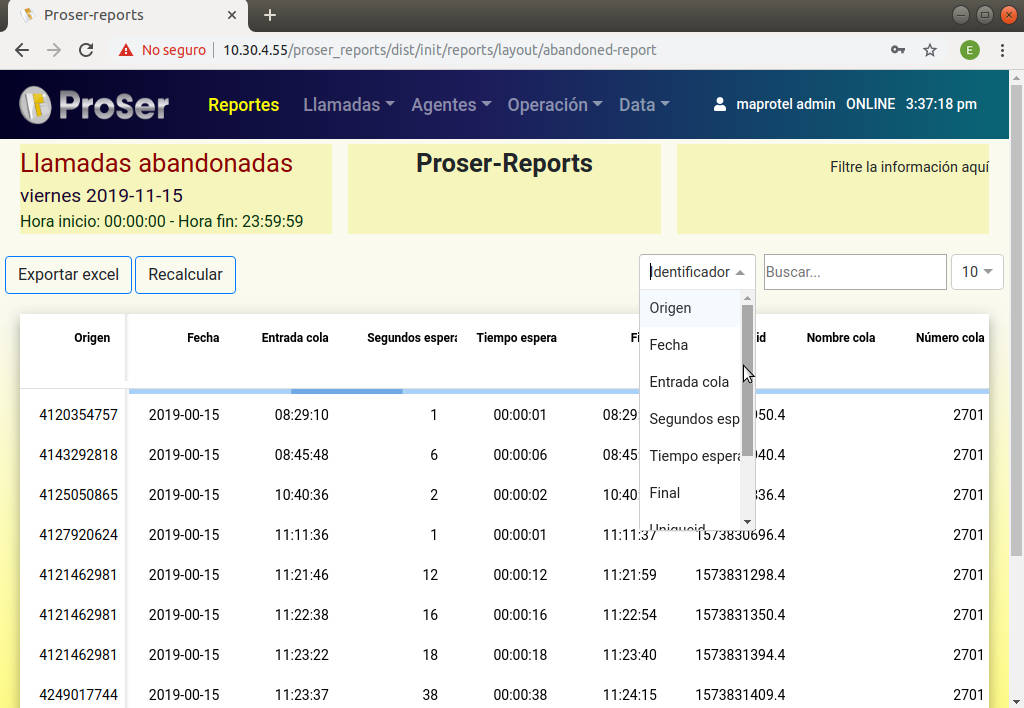 Proser-reports
No seguro 10.30.4.55/proser_reports/dist/init/reports/layout/abandoned-report E
ProSer Reportes Llamadas Agentes Operación Data maprotel admin ONLINE 3:37:18 pm
Llamadas abandonadas
viernes 2019-11-15
Hora inicio: 00:00:00 - Hora fin: 23:59:59
Proser-Reports
Filtre la información aquí
Exportar excel Recalcular Identificador Buscar... 10
Origen
Fecha
Entrada cola
Segundos esp
Tiempo espera
Final
Uniqueid
Origen Fecha Entrada cola Segundos espera Tiempo espera Fi id Nombre cola Número cola
4120354757 2019-00-15 08:29:10 1 00:00:01 08:29: 950.4 2701
4143292818 2019-00-15 08:45:48 6 00:00:06 08:45: 940.4 2701
4125050865 2019-00-15 10:40:36 2 00:00:02 10:40: 836.4 2701
4127920624 2019-00-15 11:11:36 1 00:00:01 11:11:37 1573830696.4 2701
4121462981 2019-00-15 11:21:46 12 00:00:12 11:21:59 1573831298.4 2701
4121462981 2019-00-15 11:22:38 16 00:00:16 11:22:54 1573831350.4 2701
4121462981 2019-00-15 11:23:22 18 00:00:18 11:23:40 1573831394.4 2701
4249017744 2019-00-15 11:23:37 38 00:00:38 11:24:15 1573831409.4 2701